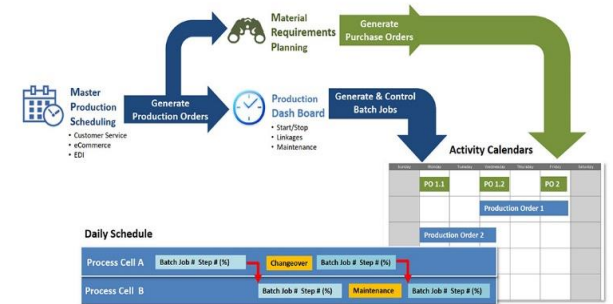 Material
Requirements
Planning
Generate
Purchase Orders
Master
Production
Scheduling
• Customer Service
• eCommerce
• EDI
Generate
Production Orders
Production
Dash Board
• Start/Stop
• Linkages
• Maintenance
Generate & Control
Batch Jobs
Activity Calendars
Sunday Monday Tuesday Wednesday Thursday Friday Saturday
PO 1.1 PO 1.2 PO 2
Production Order 1
Production Order 2
Daily Schedule
Process Cell A Batch Job # Step # (%) Changeover Batch Job # Step # (%)
Process Cell B Batch Job # Step # (%) Maintenance Batch Job # Step # (%)